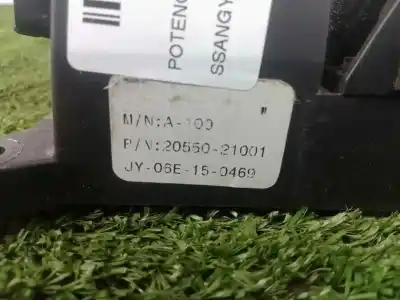 POTENC
SSANGY
M/N:A-100
P/N:20550-21001
JY-06E-15-0469